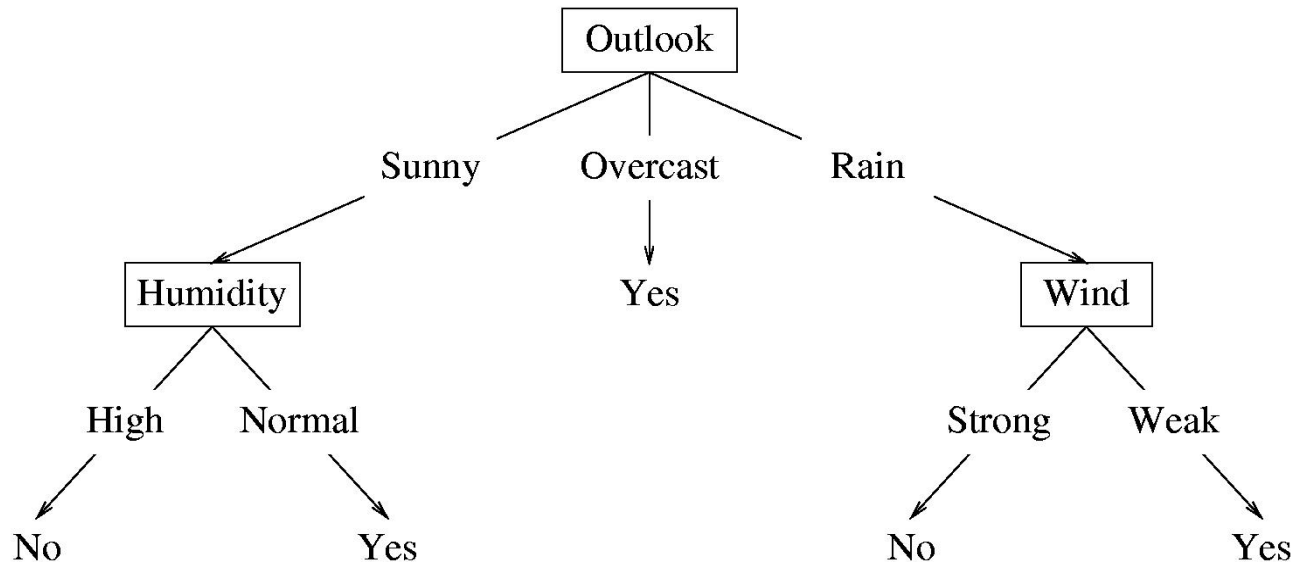 Outlook
Sunny Overcast Rain
Humidity Yes Wind
High Normal Strong Weak
No Yes No Yes